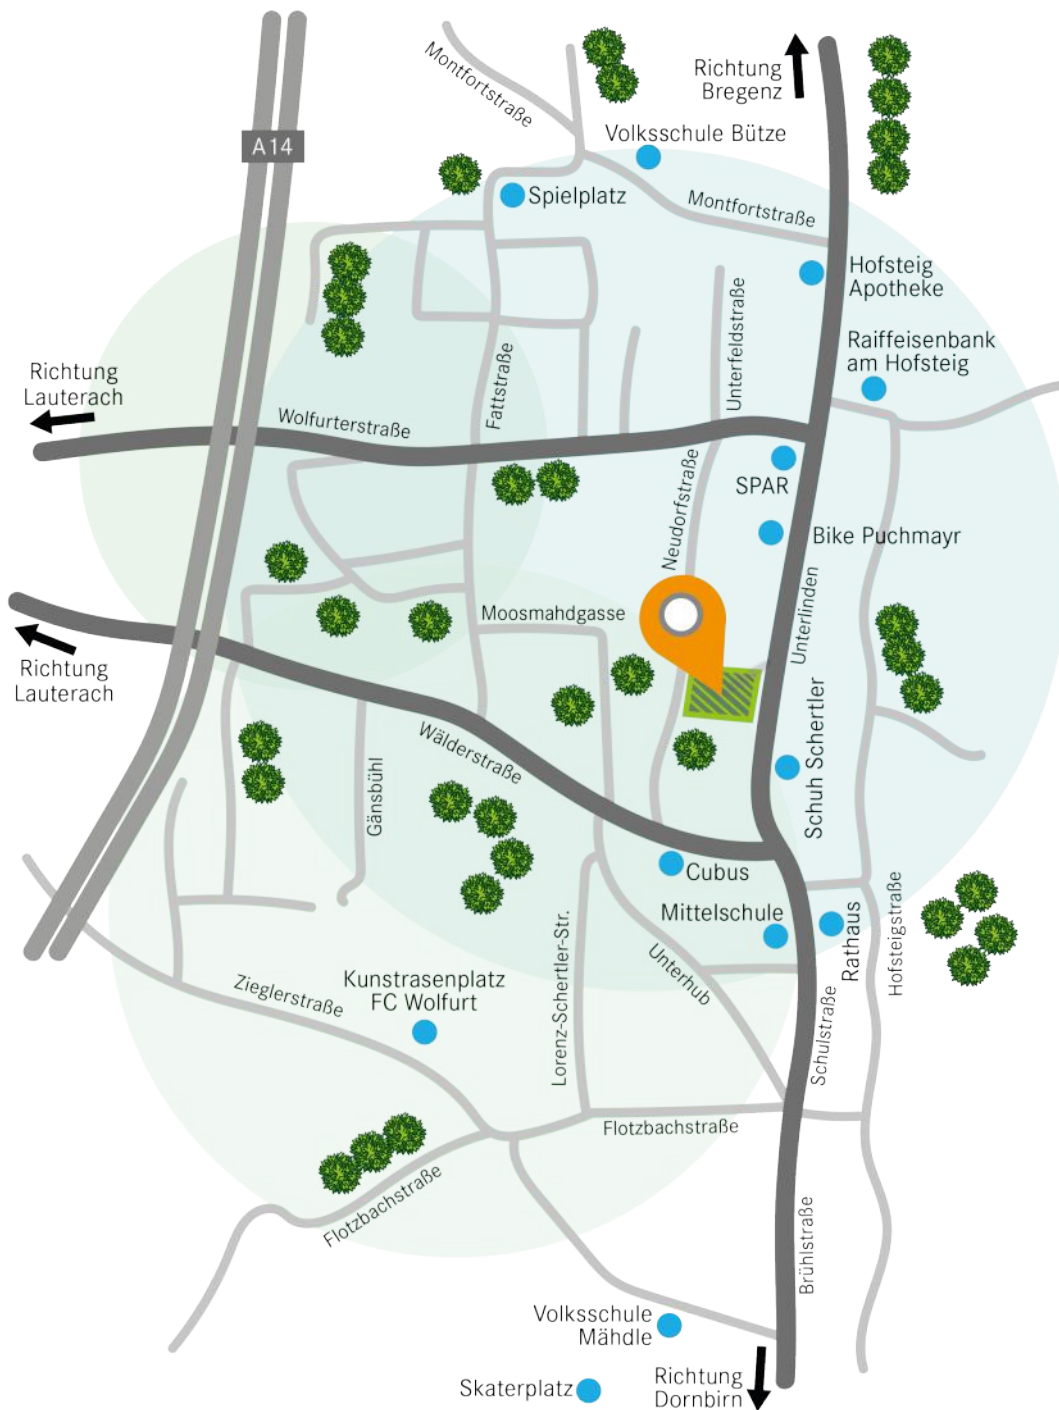 Montfortstraße
Richtung
Bregenz
A14
Volksschule Bütze
Spielplatz
Montfortstraße
Hofsteig
Apotheke
Unterfeldstraße
Raiffeisenbank
am Hofsteig
Richtung
Lauterach
Fattstraße
Wolfurterstraße
SPAR
Neudorfstraße
Bike Puchmayr
Moosmahdgasse
Unterlinden
Richtung
Lauterach
Schuh Schertler
Wälderstraße
Gänsbühl
Cubus
Mittelschule
Rathaus
Hofsteigstraße
Lorenz-Schertler-Str.
Unterhub
Kunstrasenplatz
FC Wolfurt
Zieglerstraße
Schulstraße
Flotzbachstraße
Flotzbachstraße
Brühlstraße
Volksschule
Mähdle
Skaterplatz
Richtung
Dornbirn